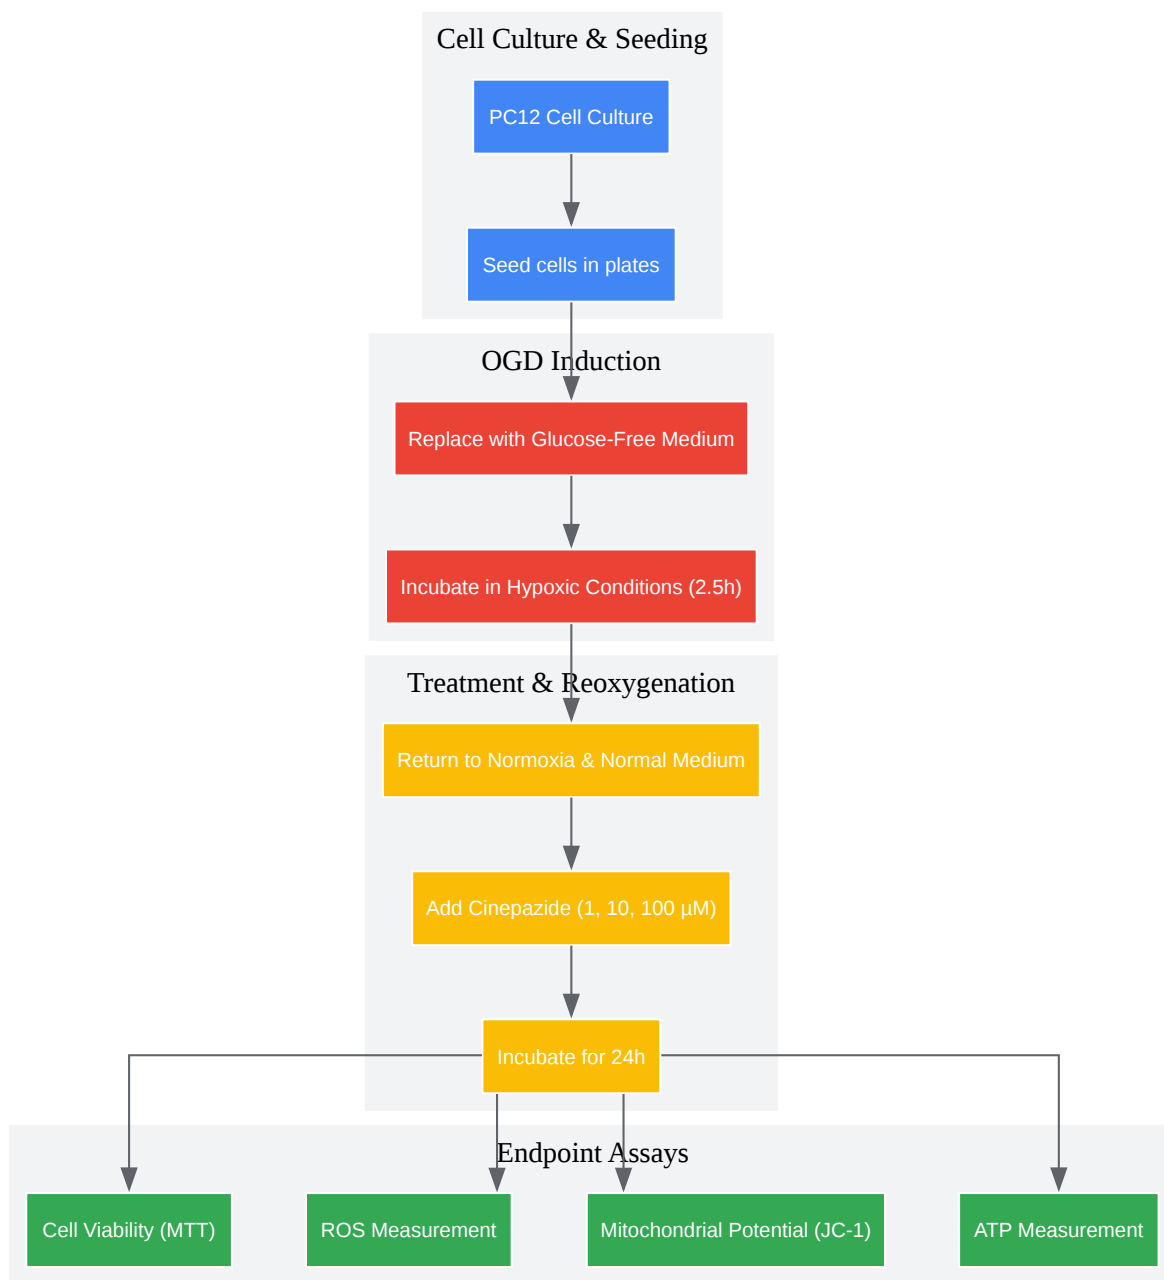 Cell Culture & Seeding
PC12 Cell Culture
Seed cells in plates
OGD Induction
Replace with Glucose-Free Medium
Incubate in Hypoxic Conditions (2.5h)
Treatment & Reoxygenation
Return to Normoxia & Normal Medium
Add Cinepazide (1, 10, 100 µM)
Incubate for 24h
Endpoint Assays
Cell Viability (MTT)
ROS Measurement
Mitochondrial Potential (JC-1)
ATP Measurement